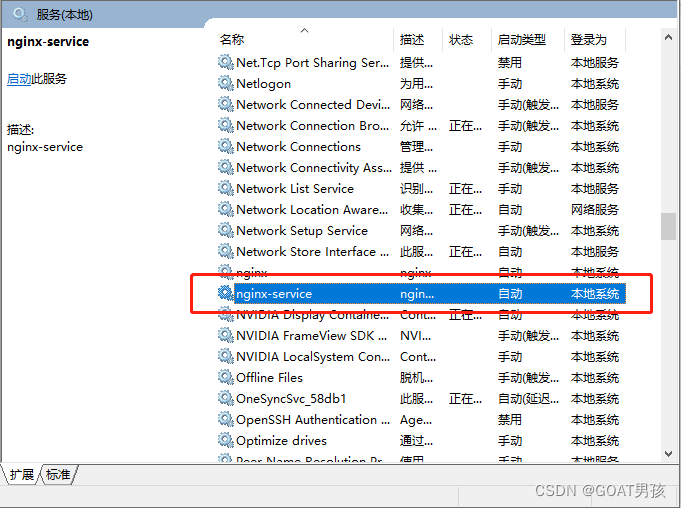 服务(本地)
nginx-service
启动此服务
描述:
nginx-service
名称 描述 状态 启动类型 登录为
Net.Tcp Port Sharing Ser... 提供... 禁用 本地服务
Netlogon 为用... 手动 本地系统
Network Connected Devi... 网络... 手动(触发... 本地服务
Network Connection Bro... 允许 ... 正在... 手动(触发... 本地系统
Network Connections 管理... 手动 本地系统
Network Connectivity Ass... 提供 ... 手动(触发... 本地系统
Network List Service 识别... 正在... 手动 本地服务
Network Location Aware... 收集... 正在... 自动 网络服务
Network Setup Service 网络... 手动(触发... 本地系统
Network Store Interface ... 此服... 正在... 自动 本地服务
nginx nginx 自动 本地系统
nginx-service ngin... 自动 本地系统
NVIDIA Display Containe... Cont... 正在... 自动 本地系统
NVIDIA FrameView SDK ... NVI... 手动(触发... 本地系统
NVIDIA LocalSystem Con... Cont... 手动 本地系统
Offline Files 脱机... 手动(触发... 本地系统
OneSyncSvc_58db1 此服... 正在... 自动(延迟... 本地系统
OpenSSH Authentication ... Age... 禁用 本地系统
Optimize drives 通过... 手动 本地系统
Peer Name Resolution Pr... 使用... 手动 本地服务
扩展 标准
CSDN @GOAT男孩